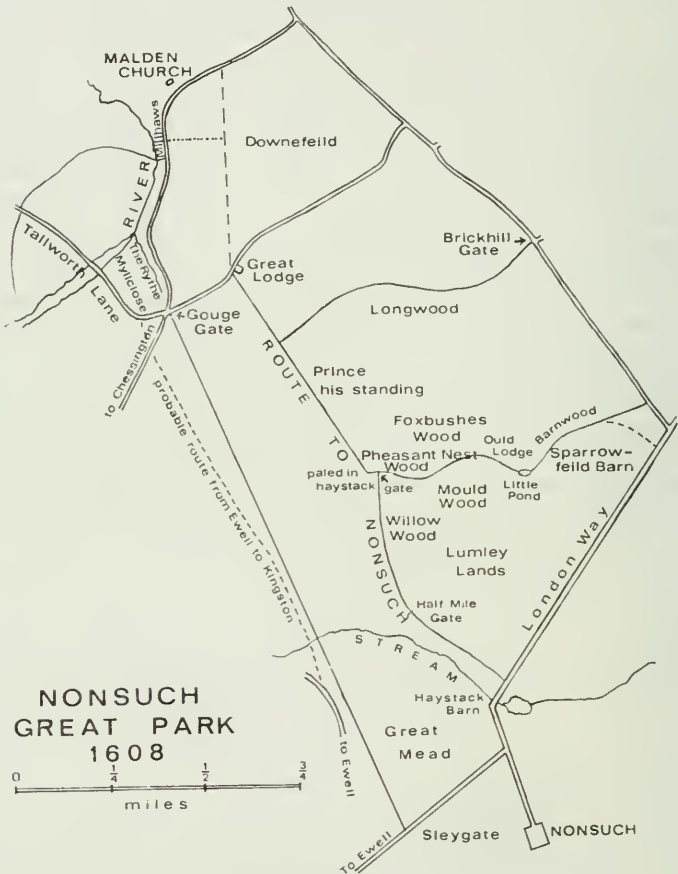 MALDEN
CHURCH
Millhaws
Downefeild
RIVER
Tallworth Lane
The Rythe
Myllclose
Brickhill
Gate
Great
Lodge
Gouge
Gate
Longwood
to Chessington
ROUTE TO NONSUCH
Prince
his standing
probable route from Ewell to Kingston
Foxbushes
Wood
Ould
Lodge
Barnwood
Pheasant Nest
Wood
Sparrow-
feild Barn
paled in
haystack
gate
Little
Pond
Mould
Wood
Willow
Wood
Lumley
Lands
London Way
Half Mile
Gate
STREAM
Haystack
Barn
Great
Mead
to Ewell
NONSUCH
GREAT PARK
1608
0 ¼ ½ ¾
miles
To Ewell
Sleygate
NONSUCH